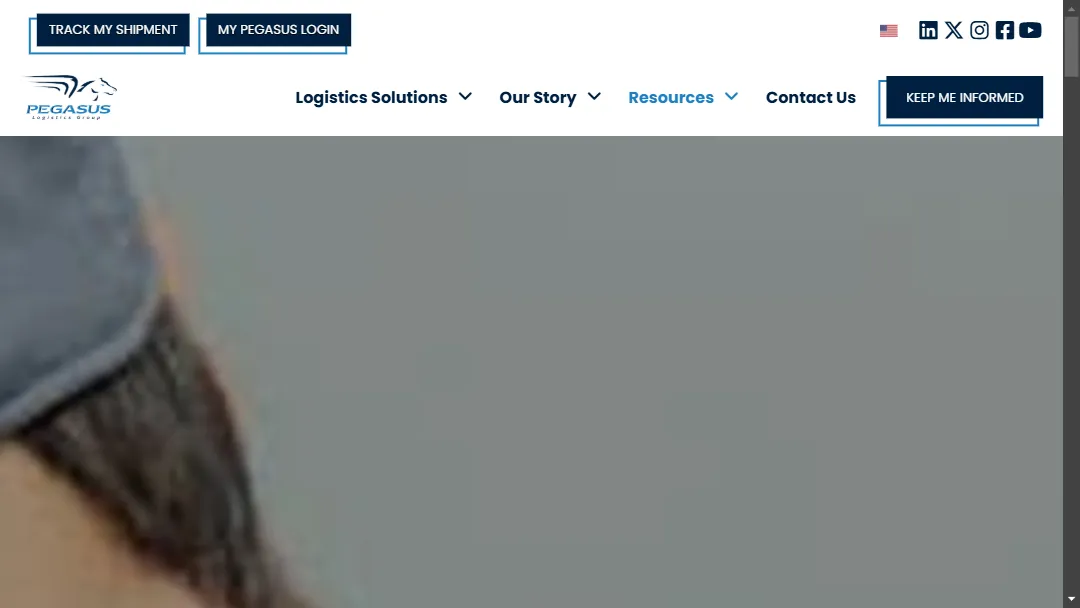 TRACK MY SHIPMENT
MY PEGASUS LOGIN
PEGASUS
Logistics Group
Logistics Solutions
Our Story
Resources
Contact Us
KEEP ME INFORMED